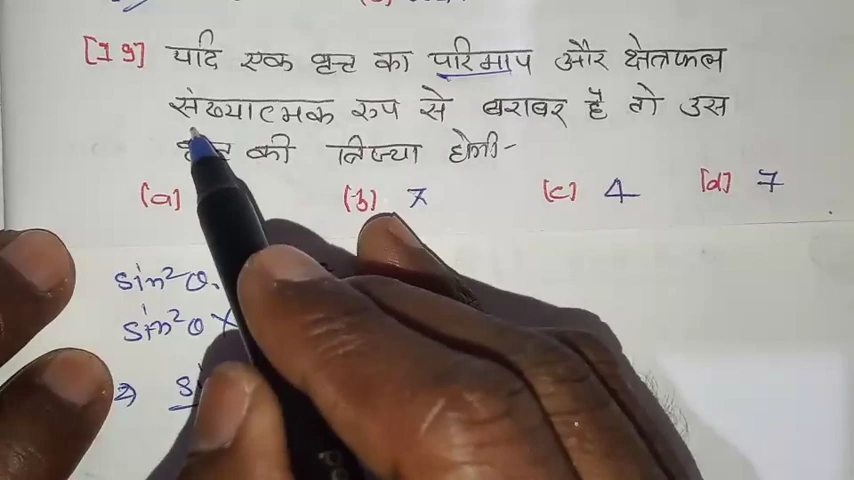 [19] यदि एक वृत्त का परिमाप और क्षेत्रफल
संख्यात्मक रुप से बराबर है तो उस
वृत्त की त्रिज्या होगी-
(a) (b) π (c) 4 [d] 7
sin²θ.
sin²θ ×
⇒ s